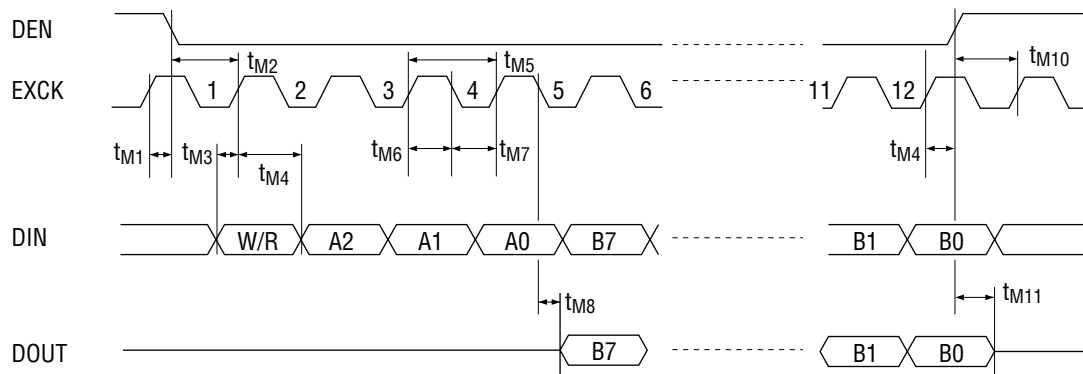 DEN
tM2 tM5 tM10
EXCK 1 2 3 4 5 6 11 12
tM1 tM3 tM4 tM6 tM7 tM4
DIN W/R A2 A1 A0 B7 B1 B0
tM8 tM11
DOUT B7 B1 B0